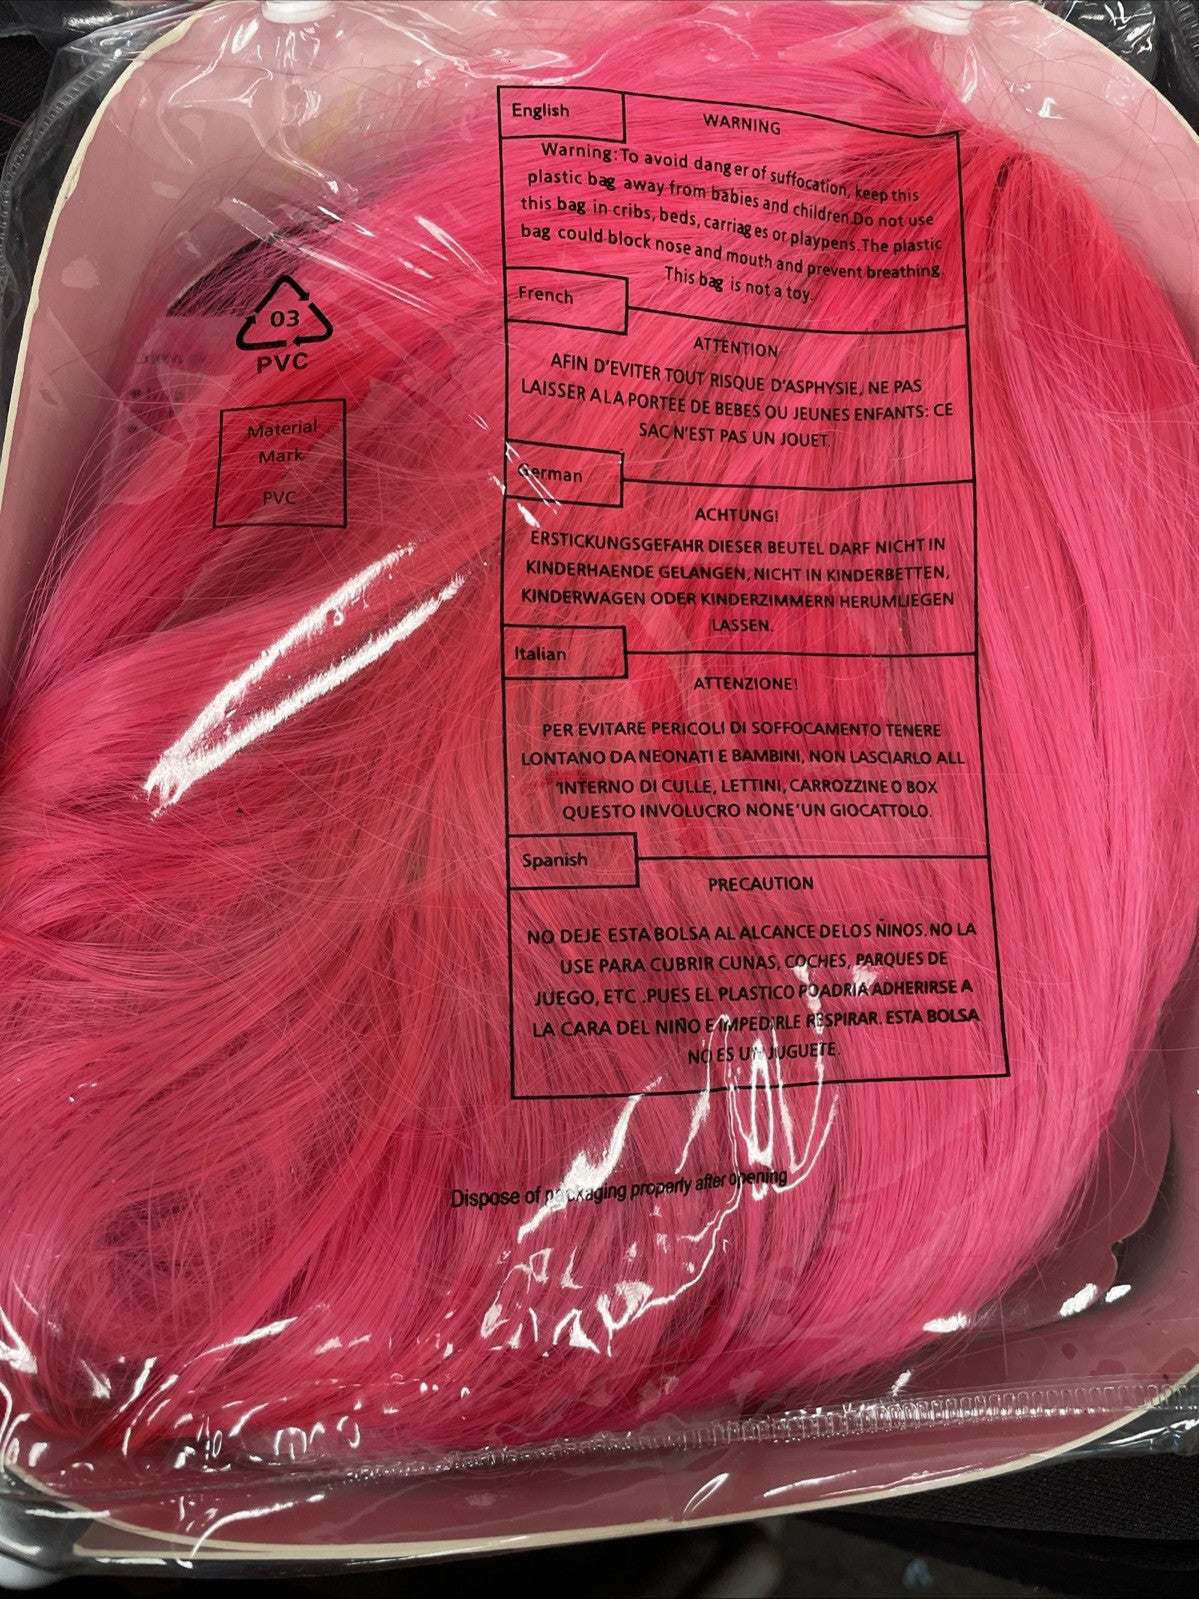 English
WARNING
Warning:To avoid danger of suffocation, keep this
plastic bag away from babies and children.Do not use
this bag in cribs, beds, carriages or playpens.The plastic
bag could block nose and mouth and prevent breathing.
This bag is not a toy.
03
PVC
Material
Mark
PVC
French
ATTENTION
AFIN D'EVITER TOUT RISQUE D'ASPHYSIE, NE PAS
LAISSER A LA PORTEE DE BEBES OU JEUNES ENFANTS: CE
SAC N'EST PAS UN JOUET.
German
ACHTUNG!
ERSTICKUNGSGEFAHR DIESER BEUTEL DARF NICHT IN
KINDERHAENDE GELANGEN, NICHT IN KINDERBETTEN,
KINDERWAGEN ODER KINDERZIMMERN HERUMLIEGEN
LASSEN.
Italian
ATTENZIONE!
PER EVITARE PERICOLI DI SOFFOCAMENTO TENERE
LONTANO DA NEONATI E BAMBINI, NON LASCIARLO ALL
'INTERNO DI CULLE, LETTINI, CARROZZINE O BOX
QUESTO INVOLUCRO NONE'UN GIOCATTOLO.
Spanish
PRECAUTION
NO DEJE ESTA BOLSA AL ALCANCE DELOS ÑINOS. NO LA
USE PARA CUBRIR CUNAS, COCHES, PARQUES DE
JUEGO, ETC .PUES EL PLASTICO POADRIA ADHERIRSE A
LA CARA DEL NIÑO E IMPEDIRLE RESPIRAR. ESTA BOLSA
NO ES UN JUGUETE.
Dispose of packaging properly after opening